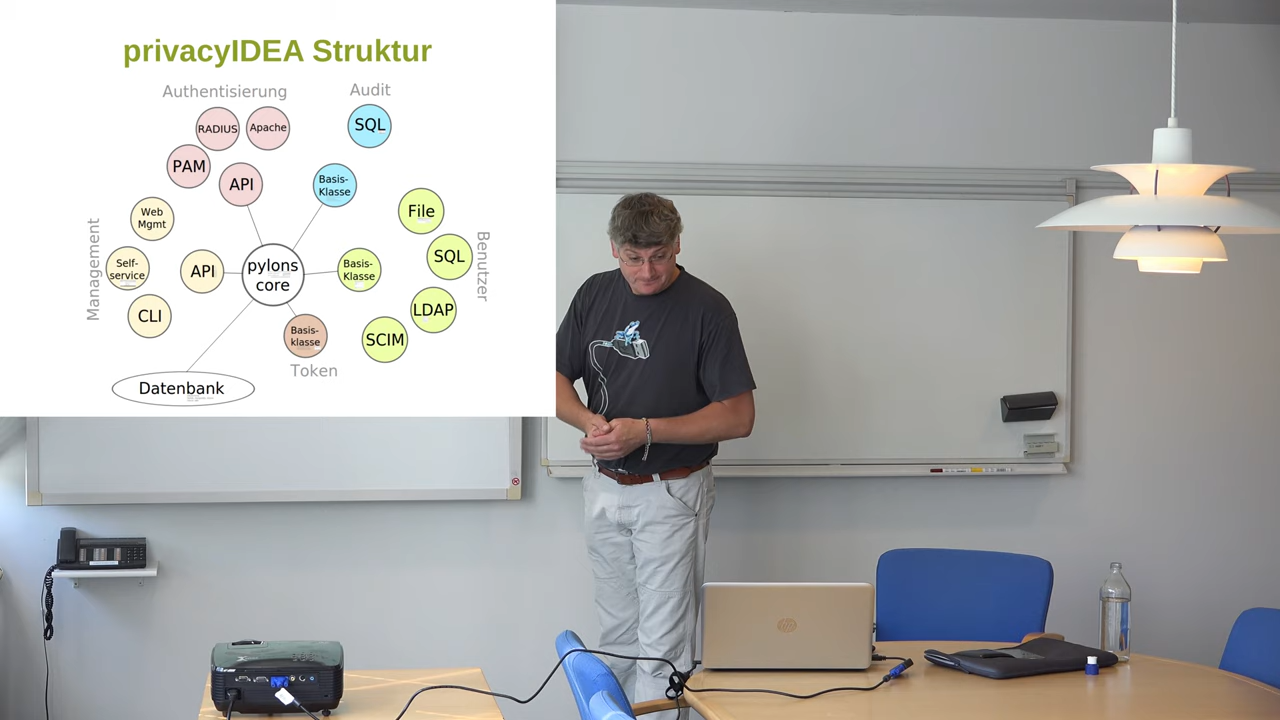 privacyIDEA Struktur
Authentisierung
Audit
RADIUS
Apache
SQL
PAM
API
Basis-
Klasse
Web
Mgmt
File
Management
Self-
service
API
pylons
core
Basis-
Klasse
SQL
Benutzer
CLI
Basis-
klasse
LDAP
SCIM
Token
Datenbank
hp